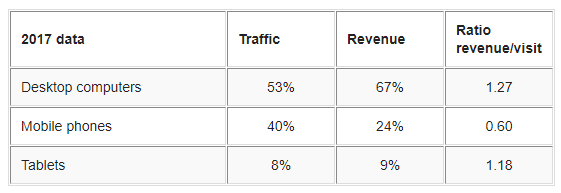 2017 data Traffic Revenue Ratio revenue/visit
Desktop computers 53% 67% 1.27
Mobile phones 40% 24% 0.60
Tablets 8% 9% 1.18